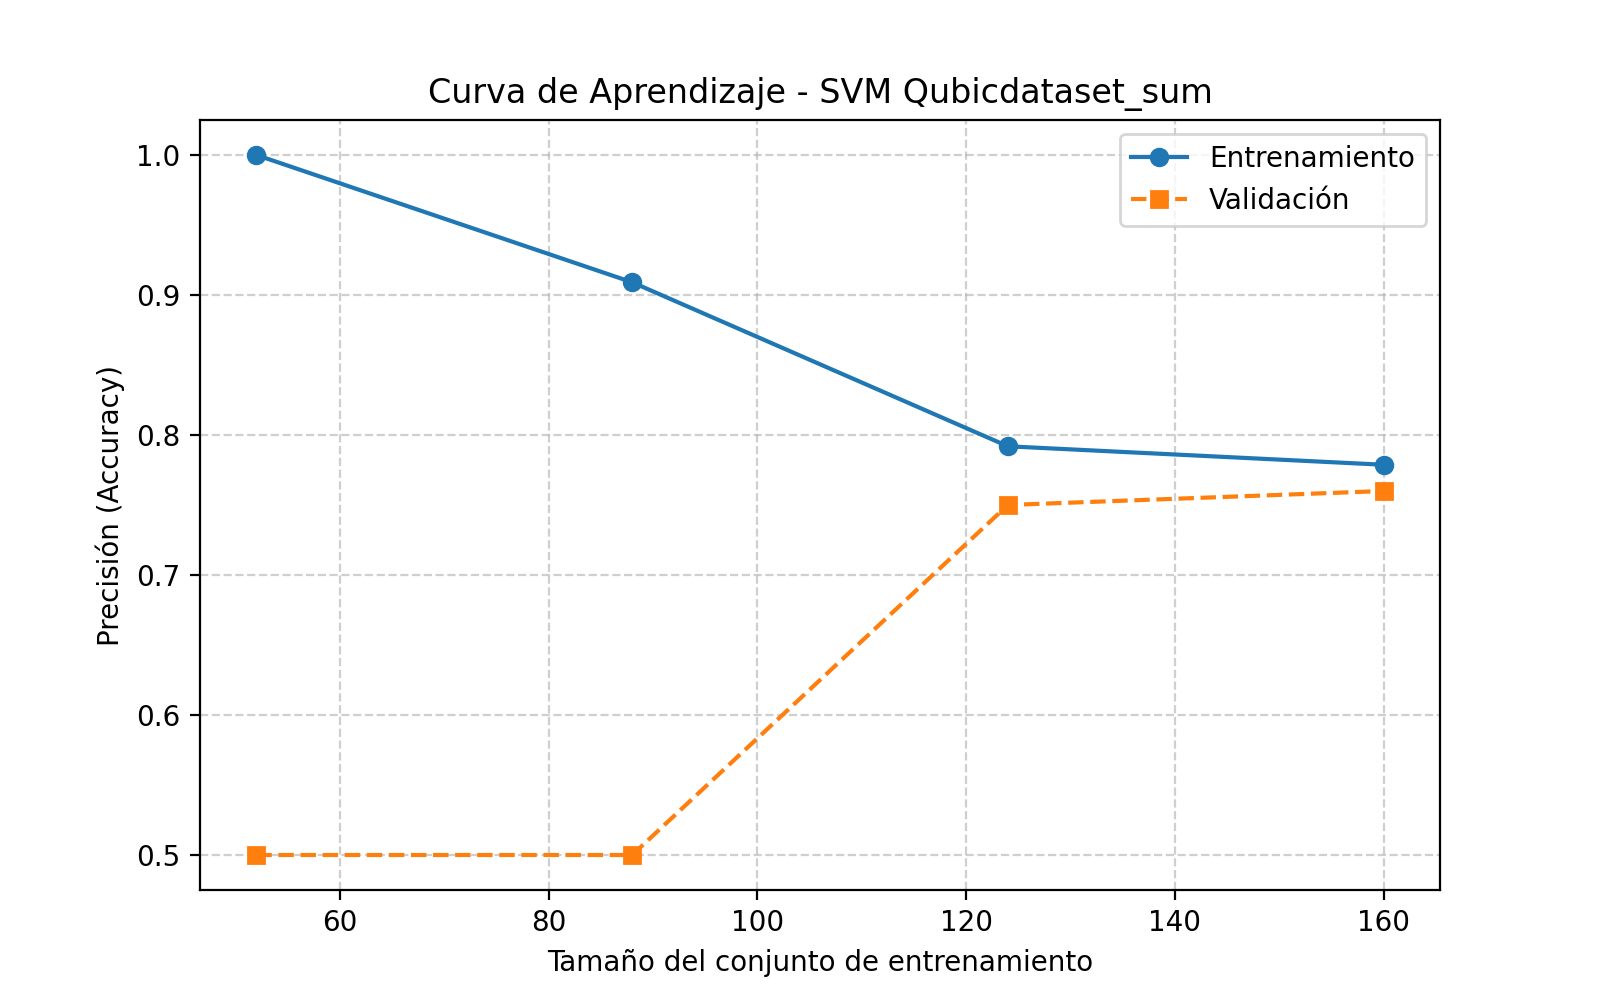 Curva de Aprendizaje - SVM Qubicdataset_sum
Entrenamiento
Validación
Precisión (Accuracy)
1.0
0.9
0.8
0.7
0.6
0.5
60 80 100 120 140 160
Tamaño del conjunto de entrenamiento